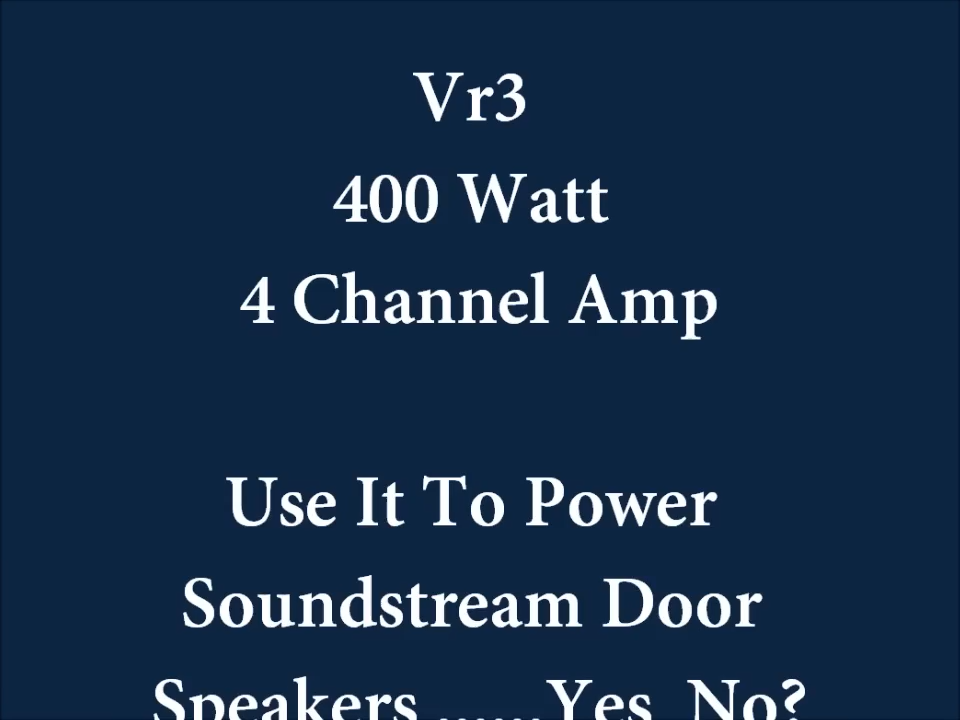 Vr3
400 Watt
4 Channel Amp
Use It To Power
Soundstream Door
Speakers ......Yes  No?